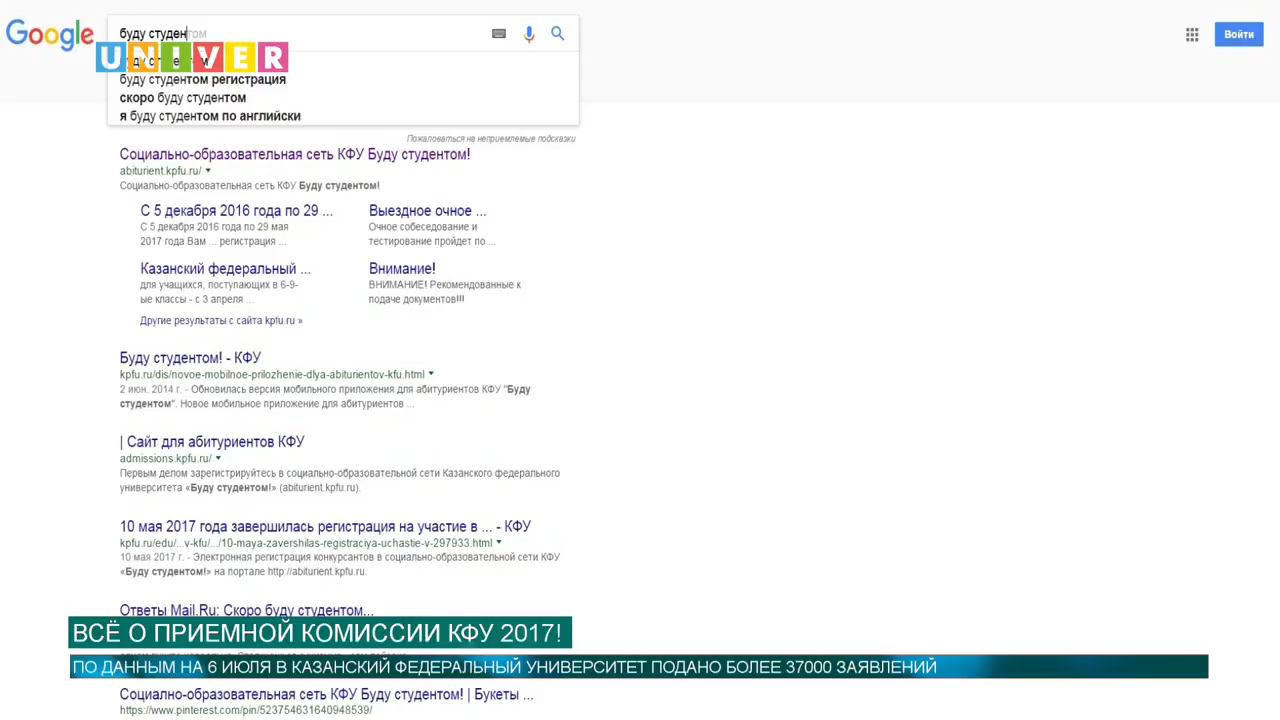 Google
буду студентом
Войти
UNIVER
буду студентом регистрация
скоро буду студентом
я буду студентом по английски
Пожаловаться на неприемлемые подсказки
Социально-образовательная сеть КФУ Буду студентом!
abiturient.kpfu.ru/
Социально-образовательная сеть КФУ Буду студентом!
С 5 декабря 2016 года по 29 ...
С 5 декабря 2016 года по 29 мая
2017 года Вам ... регистрация ...
Выездное очное ...
Очное собеседование и
тестирование пройдет по ...
Казанский федеральный ...
для учащихся, поступающих в 6-9-
ые классы - с 3 апреля ...
Внимание!
ВНИМАНИЕ! Рекомендованные к
подаче документов!!!
Другие результаты с сайта kpfu.ru »
Буду студентом! - КФУ
kpfu.ru/dis/novoe-mobilnoe-prilozhenie-dlya-abiturientov-kfu.html
2 июн. 2014 г. - Обновилась версия мобильного приложения для абитуриентов КФУ "Буду
студентом". Новое мобильное приложение для абитуриентов ...
| Сайт для абитуриентов КФУ
admissions.kpfu.ru/
Первым делом зарегистрируйтесь в социально-образовательной сети Казанского федерального
университета «Буду студентом!» (abiturient.kpfu.ru).
10 мая 2017 года завершилась регистрация на участие в ... - КФУ
kpfu.ru/edu/...v-kfu/.../10-maya-zavershilas-registraciya-uchastie-v-297933.html
10 мая 2017 г. - Электронная регистрация конкурсантов в социально-образовательной сети КФУ
«Буду студентом!» на портале http://abiturient.kpfu.ru.
Ответы Mail.Ru: Скоро буду студентом...
ВСЁ О ПРИЕМНОЙ КОМИССИИ КФУ 2017!
ПО ДАННЫМ НА 6 ИЮЛЯ В КАЗАНСКИЙ ФЕДЕРАЛЬНЫЙ УНИВЕРСИТЕТ ПОДАНО БОЛЕЕ 37000 ЗАЯВЛЕНИЙ
Социално-образовательная сеть КФУ Буду студентом! | Букеты ...
https://www.pinterest.com/pin/523754631640948539/